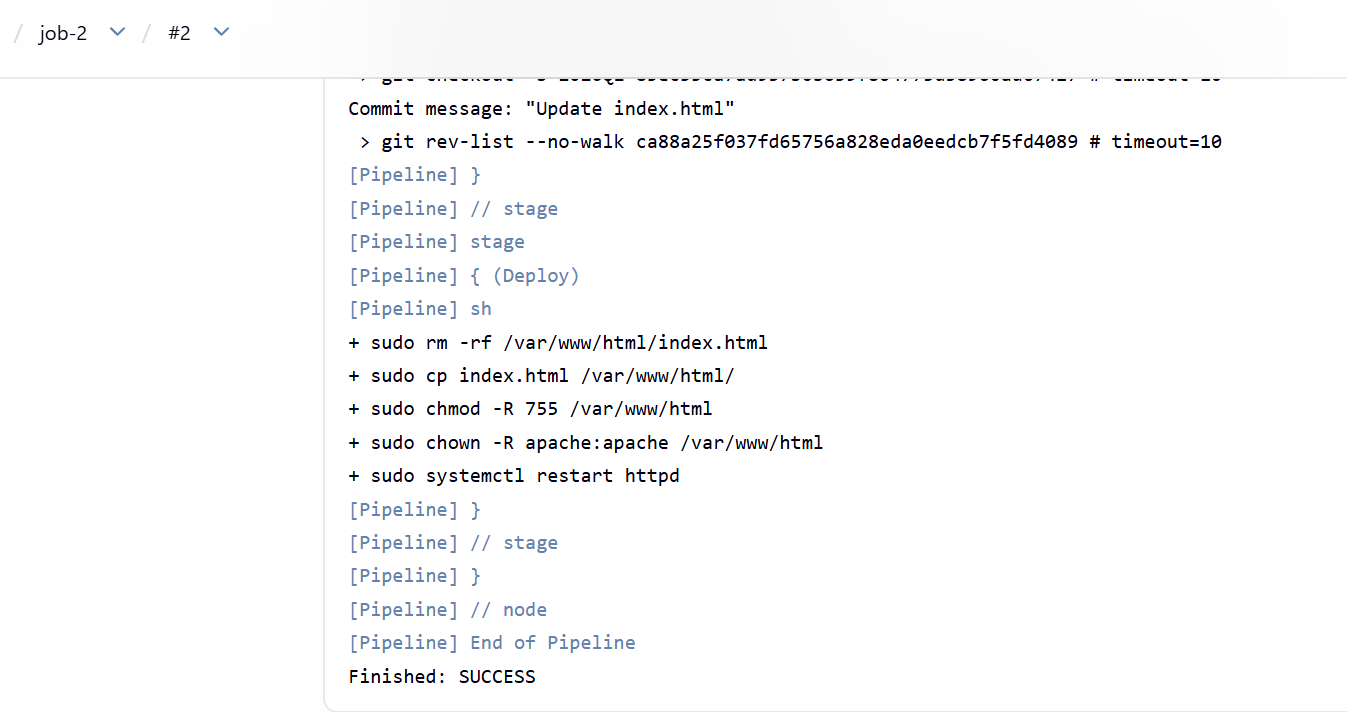 / job-2 / #2
Commit message: "Update index.html"
> git rev-list --no-walk ca88a25f037fd65756a828eda0eedcb7f5fd4089 # timeout=10
[Pipeline] }
[Pipeline] // stage
[Pipeline] stage
[Pipeline] { (Deploy)
[Pipeline] sh
+ sudo rm -rf /var/www/html/index.html
+ sudo cp index.html /var/www/html/
+ sudo chmod -R 755 /var/www/html
+ sudo chown -R apache:apache /var/www/html
+ sudo systemctl restart httpd
[Pipeline] }
[Pipeline] // stage
[Pipeline] }
[Pipeline] // node
[Pipeline] End of Pipeline
Finished: SUCCESS